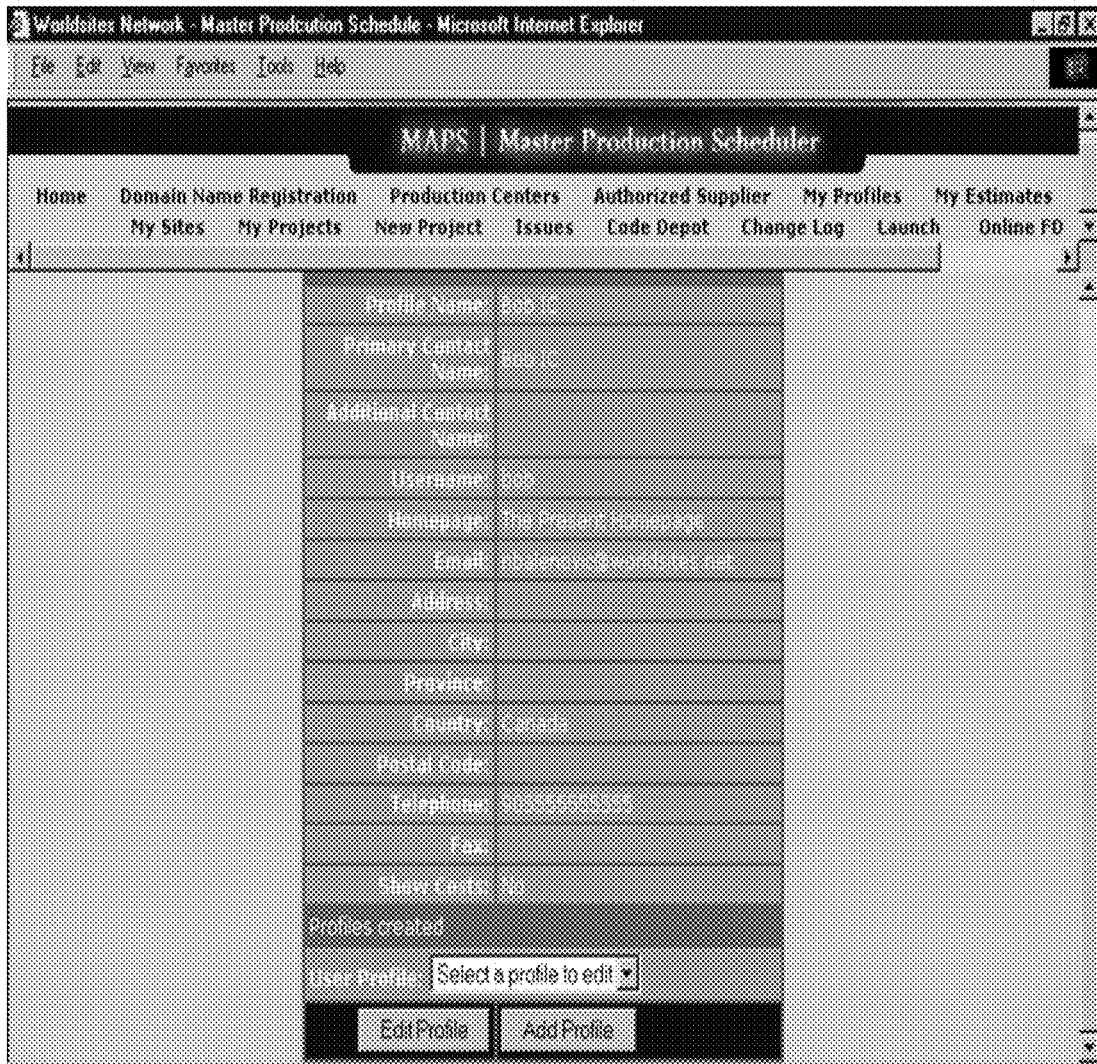 Worldsites Network - Master Prodcution Schedule - Microsoft Internet Explorer
File Edit View Favorites Tools Help
MAPS | Master Production Scheduler
Home Domain Name Registration Production Centers Authorized Supplier My Profiles My Estimates
My Sites My Projects New Project Issues Code Depot Change Log Launch Online FD
Profile Name:
Primary Contact
Name:
Additional Contact
Name:
Username:
Homepage:
Email:
Address:
City:
Province:
Country: Canada
Postal Code:
Telephone:
Fax:
Show Costs: No
Profiles created
User Profile: Select a profile to edit
Edit Profile Add Profile